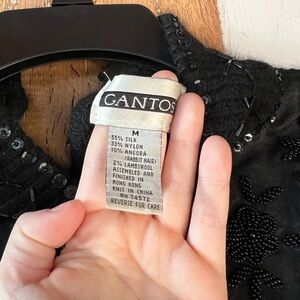 GANTOS
M
55% SILK
33% NYLON
10% ANGORA
(RABBIT HAIR)
2% LAMBSWOOL
ASSEMBLED AND
FINISHED IN
HONG KONG
KNIT IN CHINA
RN 74572
REVERSE FOR CARE